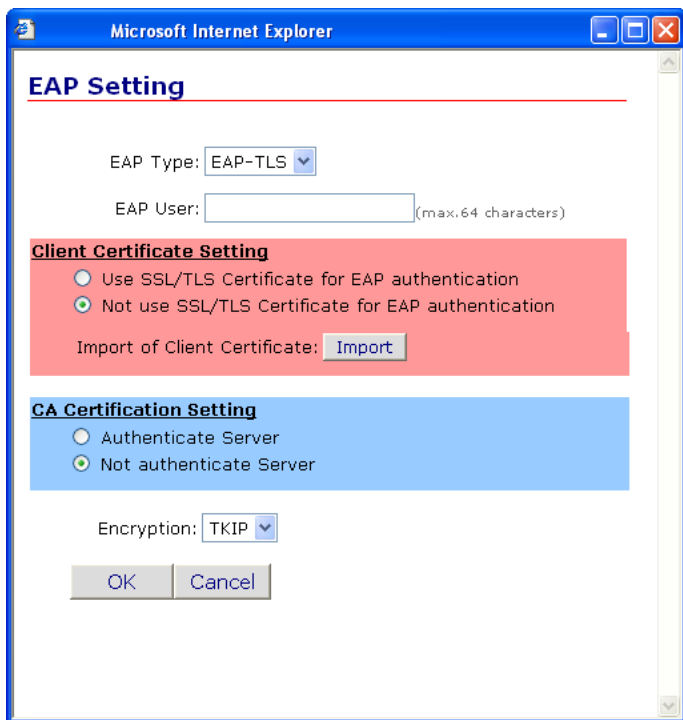 Microsoft Internet Explorer
EAP Setting
EAP Type: EAP-TLS
EAP User: (max.64 characters)
Client Certificate Setting
Use SSL/TLS Certificate for EAP authentication
Not use SSL/TLS Certificate for EAP authentication
Import of Client Certificate: Import
CA Certification Setting
Authenticate Server
Not authenticate Server
Encryption: TKIP
OK Cancel